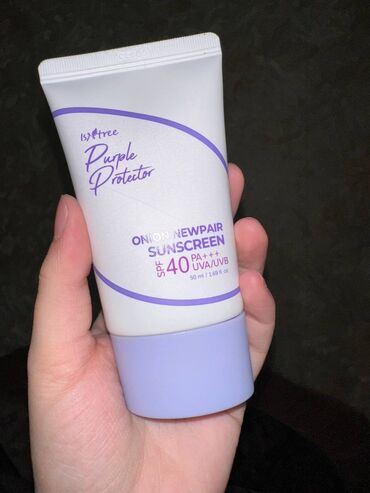 Isntree
Purple
Protector
ONION NEWPAIR
SUNSCREEN
SPF 40 PA+++
UVA/UVB
50 ml / 1.69 fl. oz